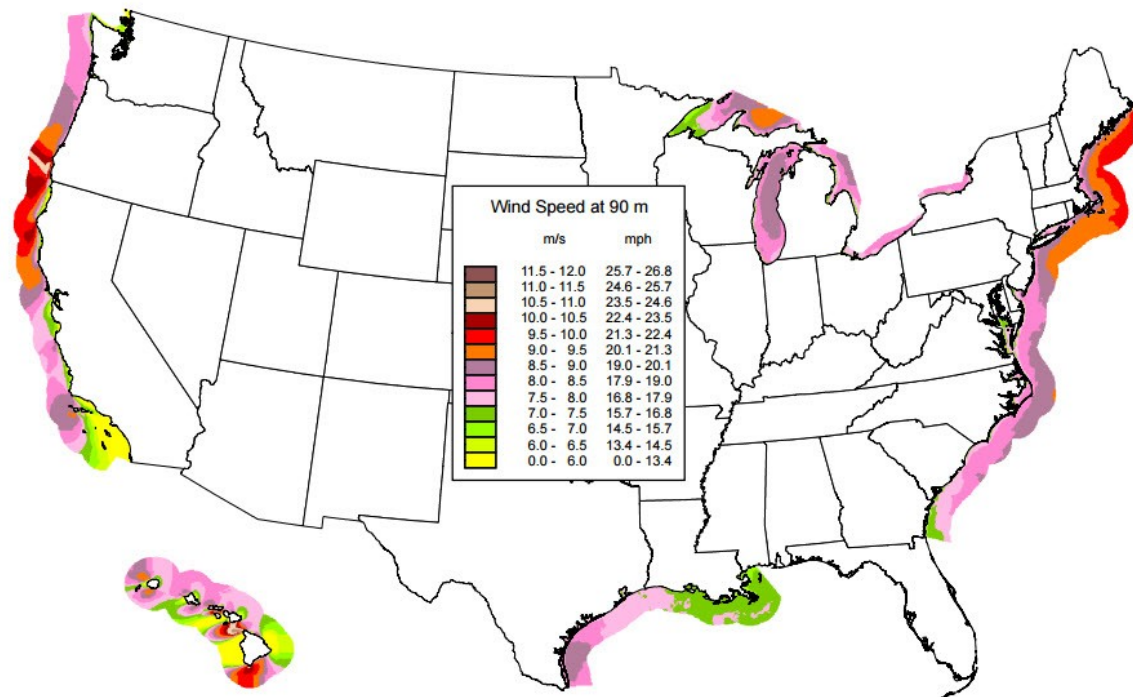 Wind Speed at 90 m
m/s mph
11.5 - 12.0 25.7 - 26.8
11.0 - 11.5 24.6 - 25.7
10.5 - 11.0 23.5 - 24.6
10.0 - 10.5 22.4 - 23.5
9.5 - 10.0 21.3 - 22.4
9.0 - 9.5 20.1 - 21.3
8.5 - 9.0 19.0 - 20.1
8.0 - 8.5 17.9 - 19.0
7.5 - 8.0 16.8 - 17.9
7.0 - 7.5 15.7 - 16.8
6.5 - 7.0 14.5 - 15.7
6.0 - 6.5 13.4 - 14.5
0.0 - 6.0 0.0 - 13.4